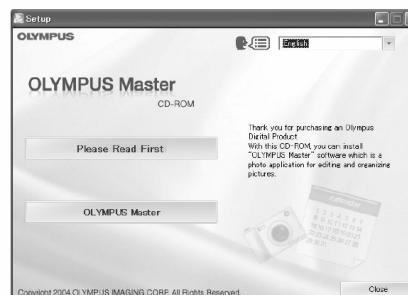 Setup
OLYMPUS
English
OLYMPUS Master
CD-ROM
Please Read First
OLYMPUS Master
Thank you for purchasing an Olympus
Digital Product
With this CD-ROM, you can install
"OLYMPUS Master" software which is a
photo application for editing and organizing
pictures.
Copyright 2004 OLYMPUS IMAGING CORP. All Rights Reserved.
Close